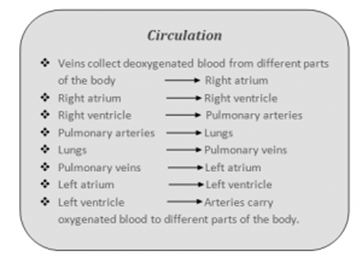 Circulation
❖ Veins collect deoxygenated blood from different parts
of the body ⟶ Right atrium
❖ Right atrium ⟶ Right ventricle
❖ Right ventricle ⟶ Pulmonary arteries
❖ Pulmonary arteries ⟶ Lungs
❖ Lungs ⟶ Pulmonary veins
❖ Pulmonary veins ⟶ Left atrium
❖ Left atrium ⟶ Left ventricle
❖ Left ventricle ⟶ Arteries carry
oxygenated blood to different parts of the body.